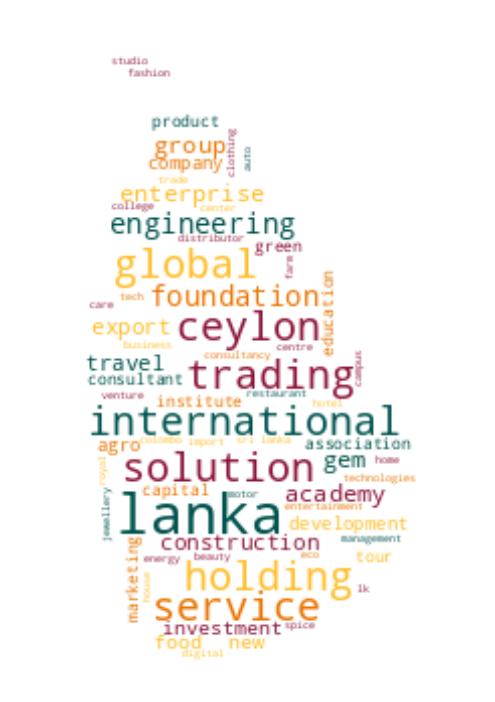 studio
fashion
product
clothing
group
auto
company
trade
enterprise
college
center
engineering
distributor
green
global
farm
education
tech
foundation
care
export
ceylon
business
centre
travel
consultancy
campus
consultant
trading
venture
restaurant
institute
hotel
international
colombo
import
sri lanka
association
agro
gem
home
royal
solution
technologies
capital
motor
academy
jewellery
lanka
entertainment
development
construction
management
marketing
energy
beauty
eco
tour
house
holding
lk
service
investment
spice
food
new
digital